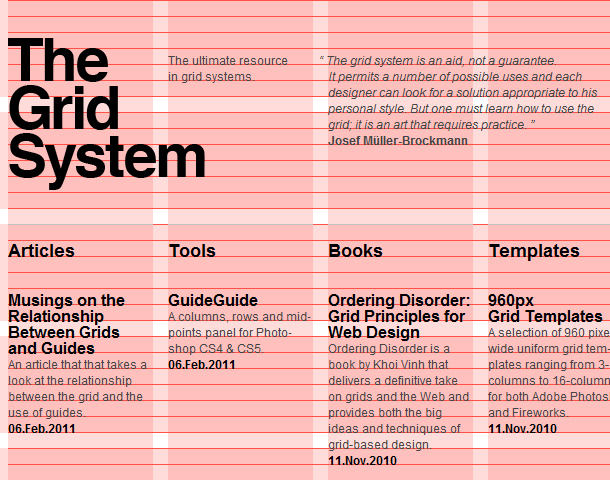 The
Grid
System
The ultimate resource
in grid systems.
“ The grid system is an aid, not a guarantee.
It permits a number of possible uses and each
designer can look for a solution appropriate to his
personal style. But one must learn how to use the
grid; it is an art that requires practice. ”
Josef Müller-Brockmann
Articles
Musings on the
Relationship
Between Grids
and Guides
An article that that takes a
look at the relationship
between the grid and the
use of guides.
06.Feb.2011
Tools
GuideGuide
A columns, rows and mid-
points panel for Photo-
shop CS4 & CS5.
06.Feb.2011
Books
Ordering Disorder:
Grid Principles for
Web Design
Ordering Disorder is a
book by Khoi Vinh that
delivers a definitive take
on grids and the Web and
provides both the big
ideas and techniques of
grid-based design.
11.Nov.2010
Templates
960px
Grid Templates
A selection of 960 pixe
wide uniform grid tem-
plates ranging from 3-
columns to 16-column
for both Adobe Photos
and Fireworks.
11.Nov.2010